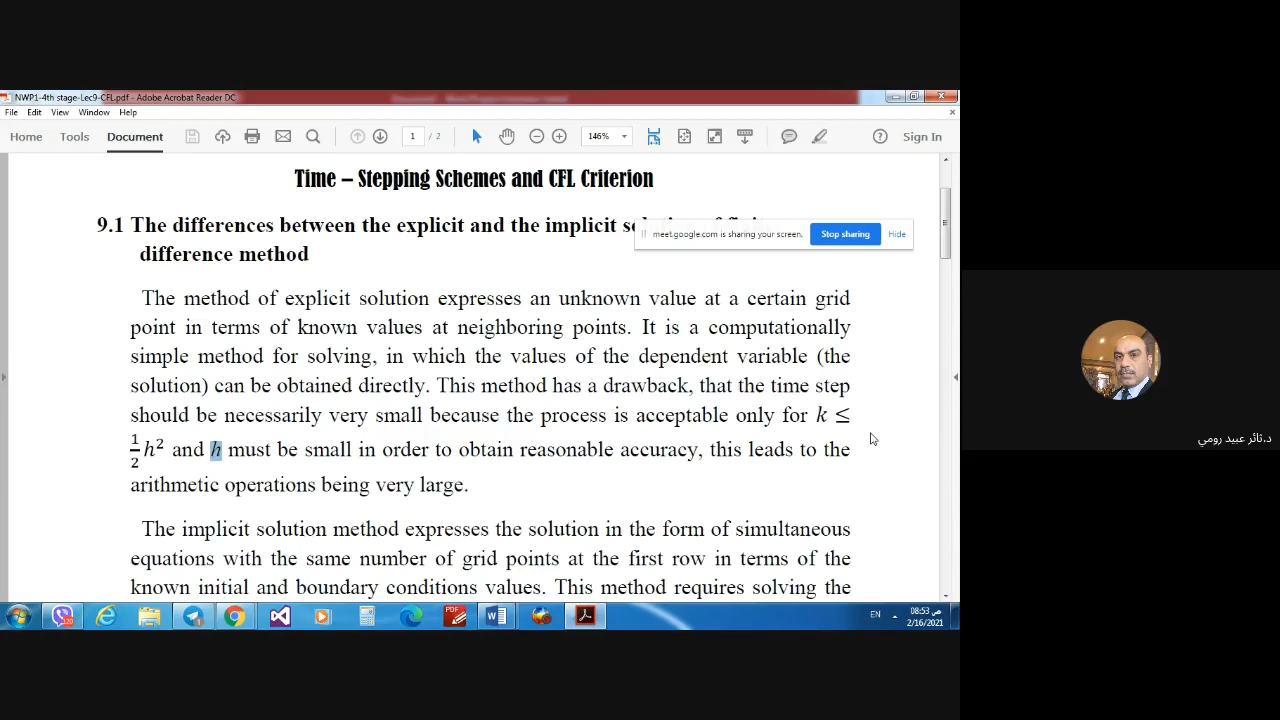 NWP1-4th stage-Lec9-CFL.pdf - Adobe Acrobat Reader DC
File Edit View Window Help
Home Tools Document 1 / 2 146% Sign In
Time – Stepping Schemes and CFL Criterion
9.1 The differences between the explicit and the implicit
meet.google.com is sharing your screen. Stop sharing Hide
difference method
The method of explicit solution expresses an unknown value at a certain grid
point in terms of known values at neighboring points. It is a computationally
simple method for solving, in which the values of the dependent variable (the
solution) can be obtained directly. This method has a drawback, that the time step
should be necessarily very small because the process is acceptable only for k ≤
1/2 h² and h must be small in order to obtain reasonable accuracy, this leads to the
arithmetic operations being very large.
The implicit solution method expresses the solution in the form of simultaneous
equations with the same number of grid points at the first row in terms of the
known initial and boundary conditions values. This method requires solving the
د.ثائر عبيد رومي
120 PDF W EN
08:53 ص
2/16/2021